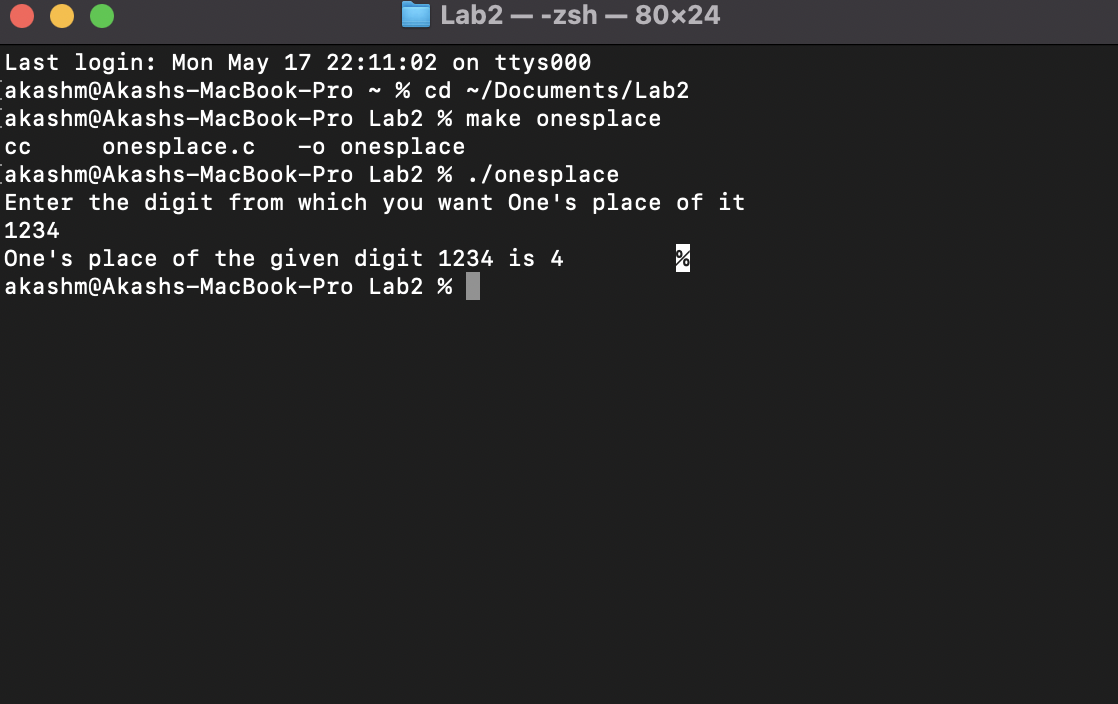 Lab2 — -zsh — 80×24
Last login: Mon May 17 22:11:02 on ttys000
[akashm@Akashs-MacBook-Pro ~ % cd ~/Documents/Lab2
[akashm@Akashs-MacBook-Pro Lab2 % make onesplace
cc     onesplace.c   -o onesplace
[akashm@Akashs-MacBook-Pro Lab2 % ./onesplace
Enter the digit from which you want One's place of it
1234
One's place of the given digit 1234 is 4        %
akashm@Akashs-MacBook-Pro Lab2 %